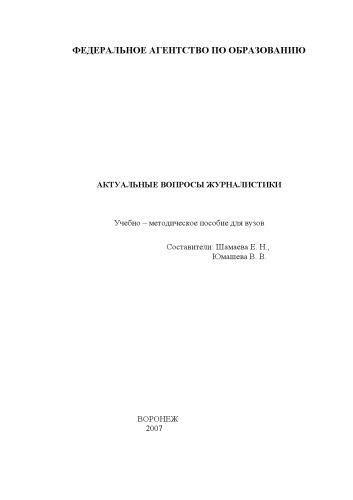 ФЕДЕРАЛЬНОЕ АГЕНТСТВО ПО ОБРАЗОВАНИЮ
АКТУАЛЬНЫЕ ВОПРОСЫ ЖУРНАЛИСТИКИ
Учебно – методическое пособие для вузов
Составители: Шамаева Е. Н.,
Юмашева В. В.
ВОРОНЕЖ
2007